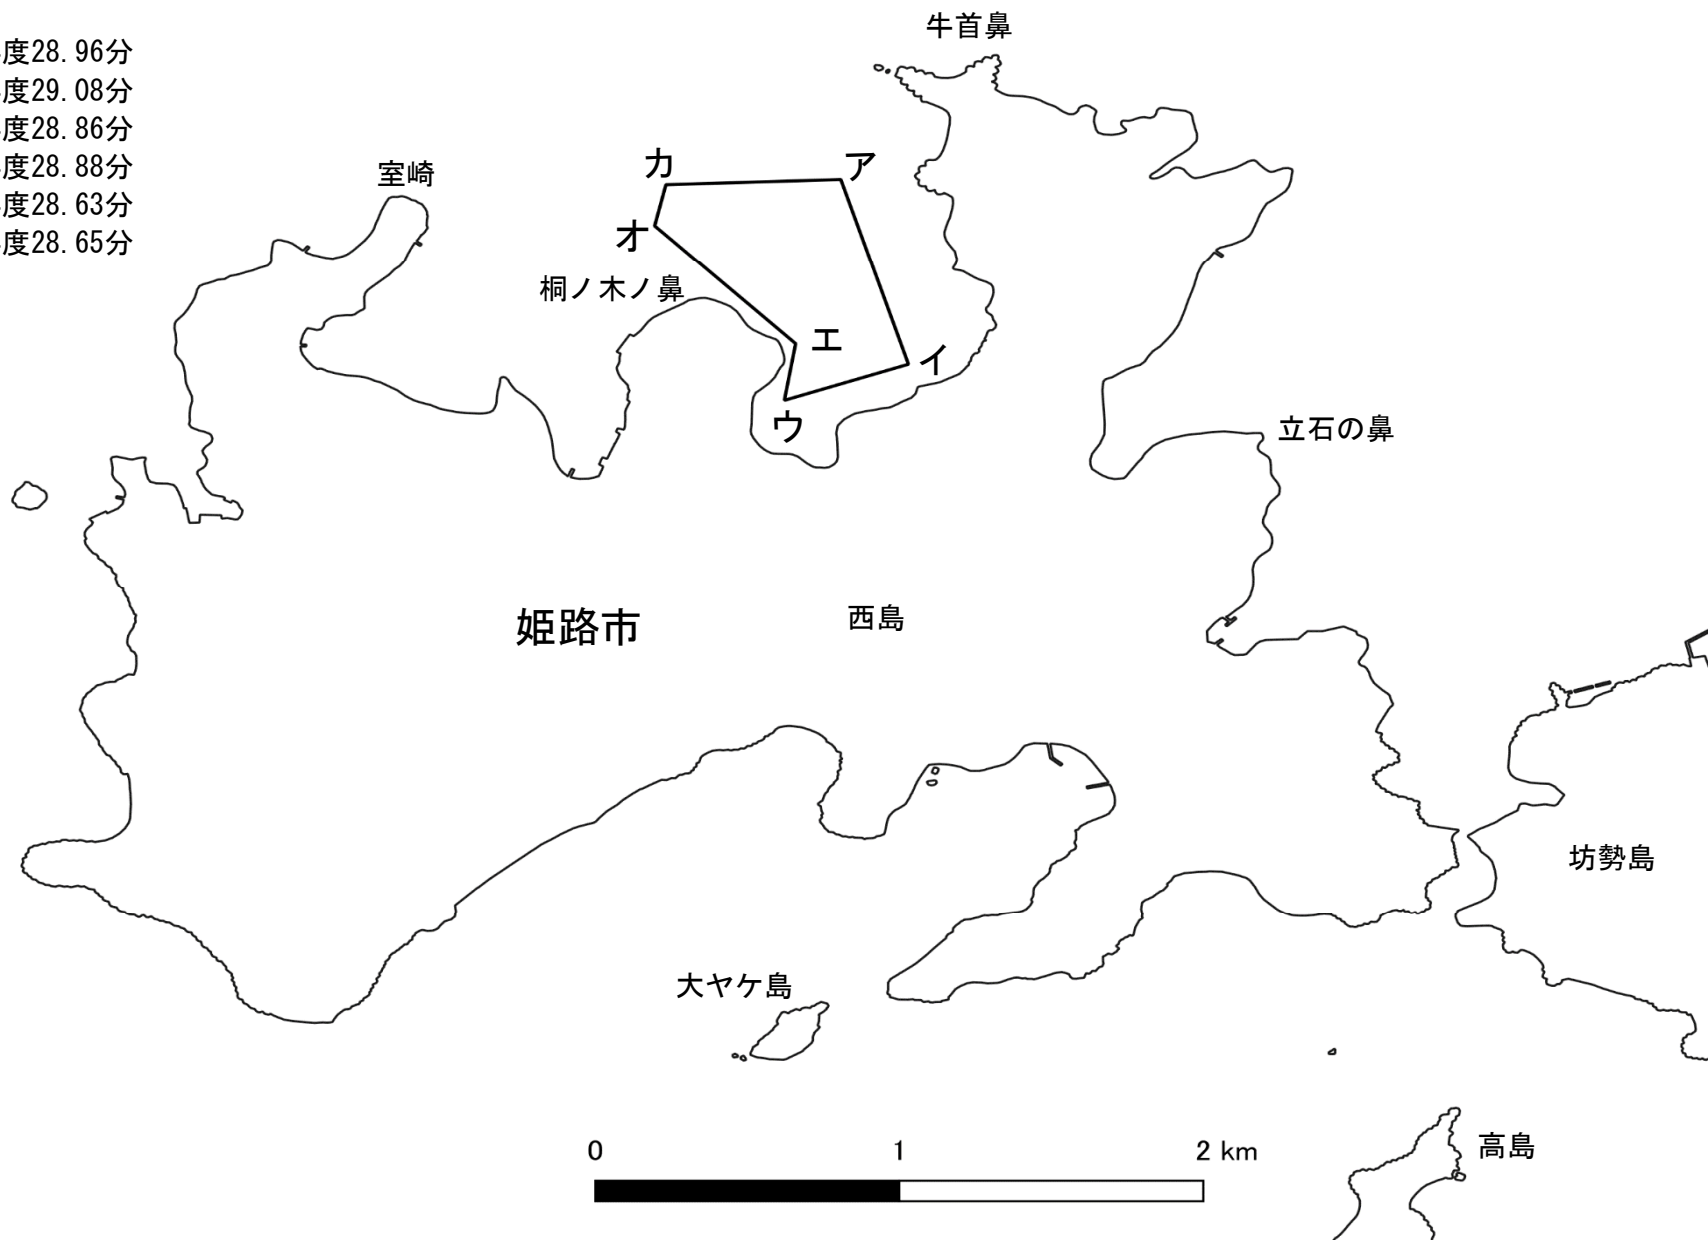 度28.96分
度29.08分
度28.86分
度28.88分
度28.63分
度28.65分
牛首鼻
室崎
カ
ア
オ
桐ノ木ノ鼻
エ
イ
ウ
立石の鼻
姫路市
西島
坊勢島
大ヤケ島
0 1 2 km
高島